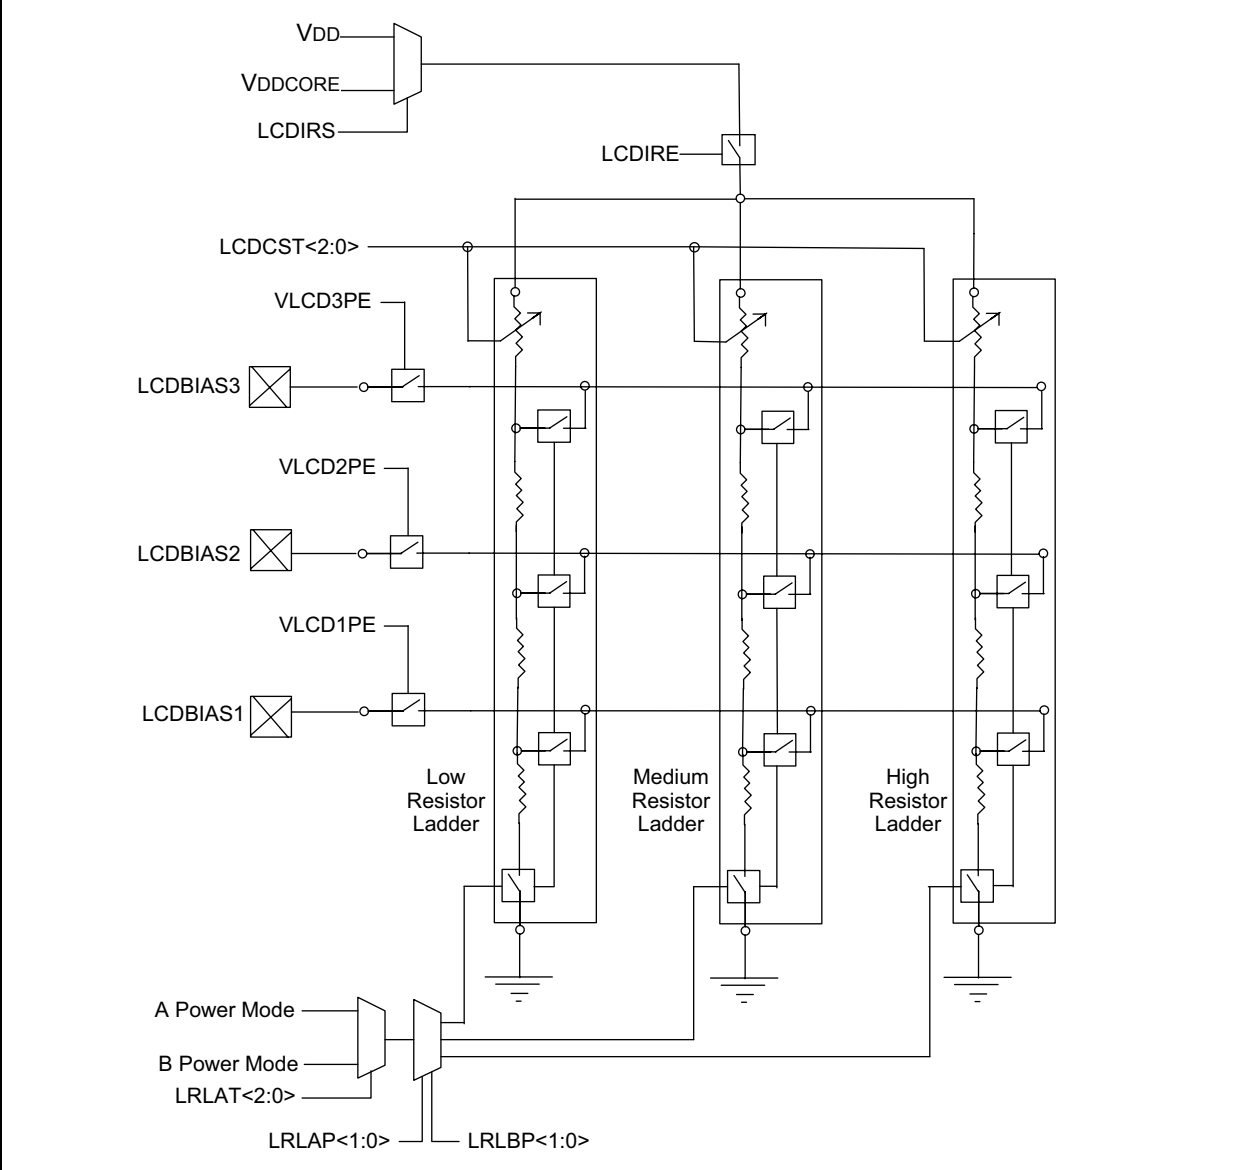 VDD
VDDCORE
LCDIRS
LCDIRE
LCDCST<2:0>
VLCD3PE
LCDBIAS3
VLCD2PE
LCDBIAS2
VLCD1PE
LCDBIAS1
Low
Resistor
Ladder
Medium
Resistor
Ladder
High
Resistor
Ladder
A Power Mode
B Power Mode
LRLAT<2:0>
LRLAP<1:0>
LRLBP<1:0>